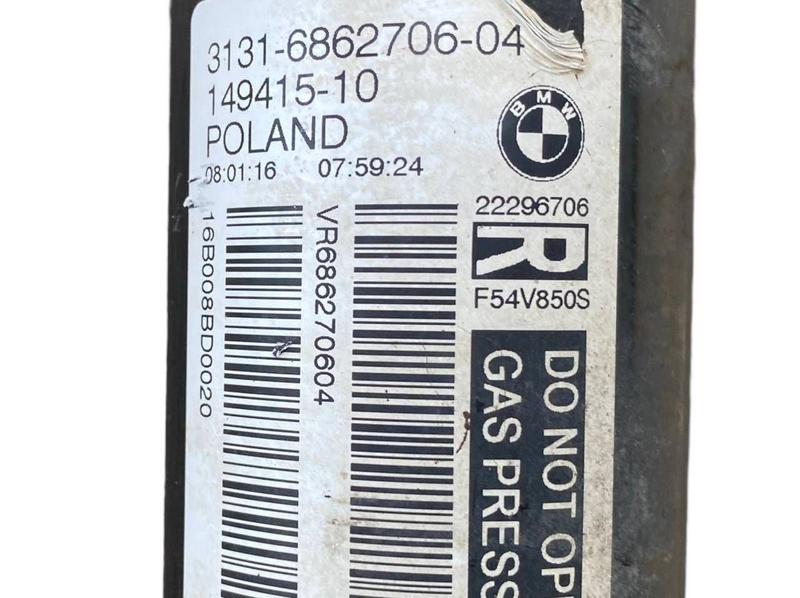 3131-6862706-04
149415-10
POLAND
08:01:16 07:59:24
BMW
22296706
R
F54V850S
16B008BD0020
VR686270604
DO NOT OP
GAS PRESS